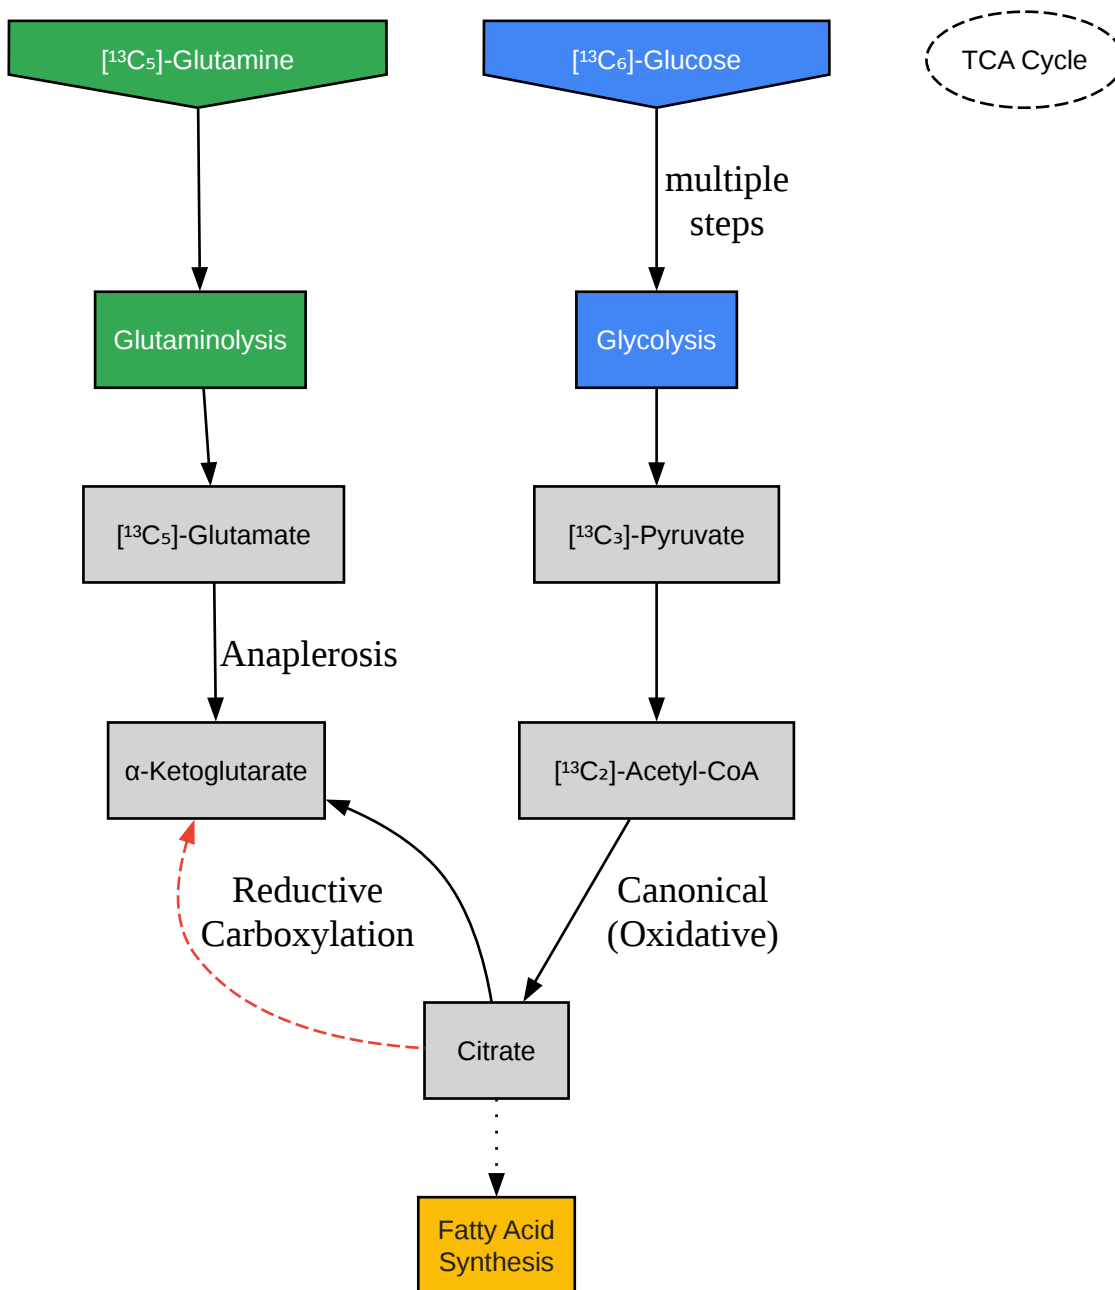 [¹³C₅]-Glutamine
[¹³C₆]-Glucose
TCA Cycle
multiple
steps
Glutaminolysis
Glycolysis
[¹³C₅]-Glutamate
[¹³C₃]-Pyruvate
Anaplerosis
α-Ketoglutarate
[¹³C₂]-Acetyl-CoA
Reductive
Carboxylation
Canonical
(Oxidative)
Citrate
Fatty Acid
Synthesis